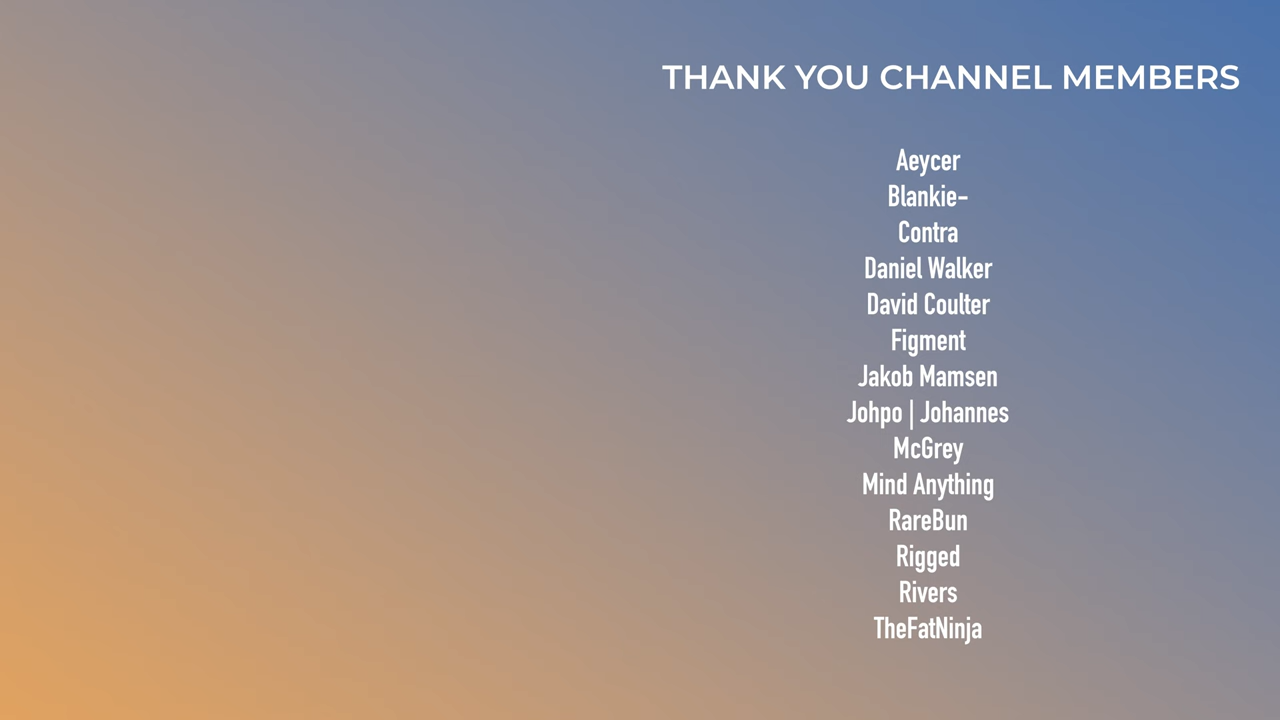 THANK YOU CHANNEL MEMBERS
Aeycer
Blankie-
Contra
Daniel Walker
David Coulter
Figment
Jakob Mamsen
Johpo | Johannes
McGrey
Mind Anything
RareBun
Rigged
Rivers
TheFatNinja